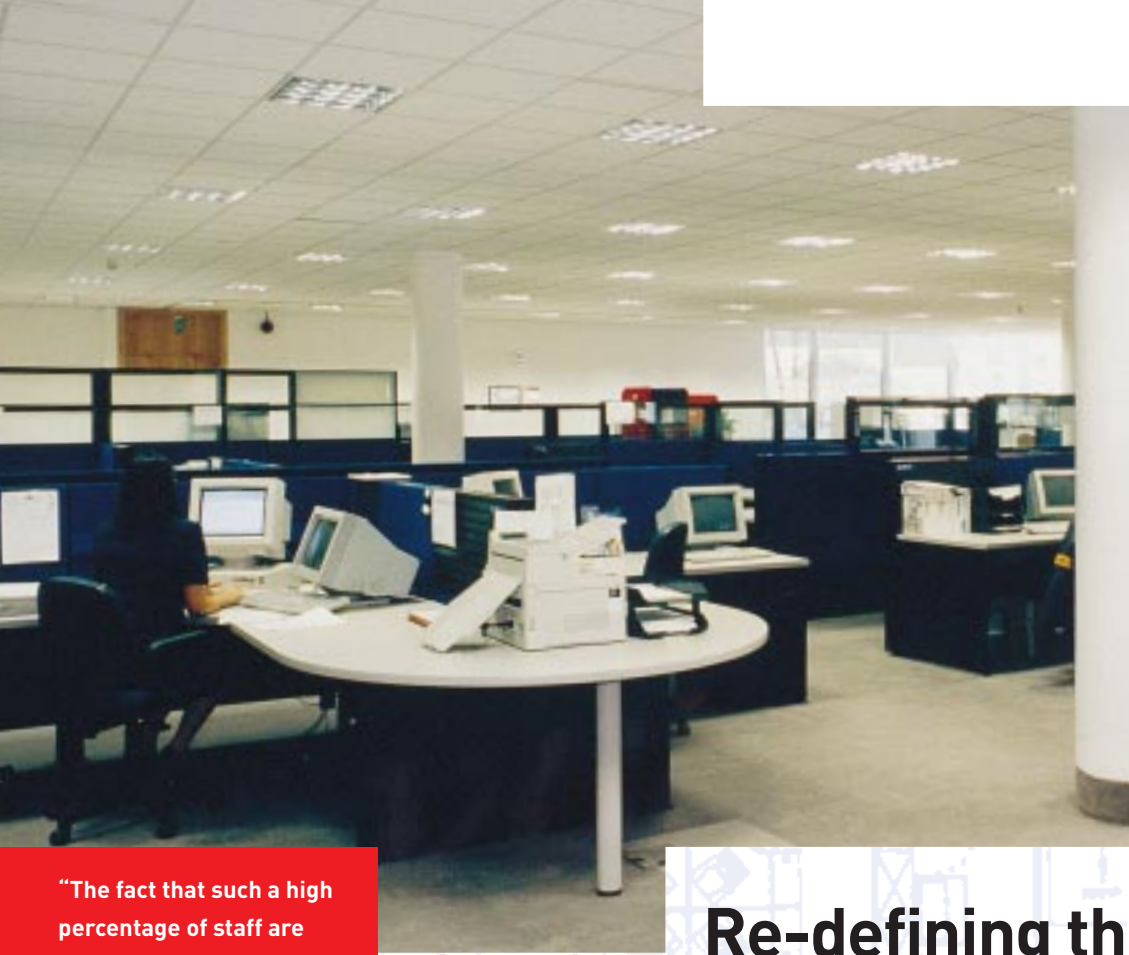 “The fact that such a high
percentage of staff are
Re-defining th